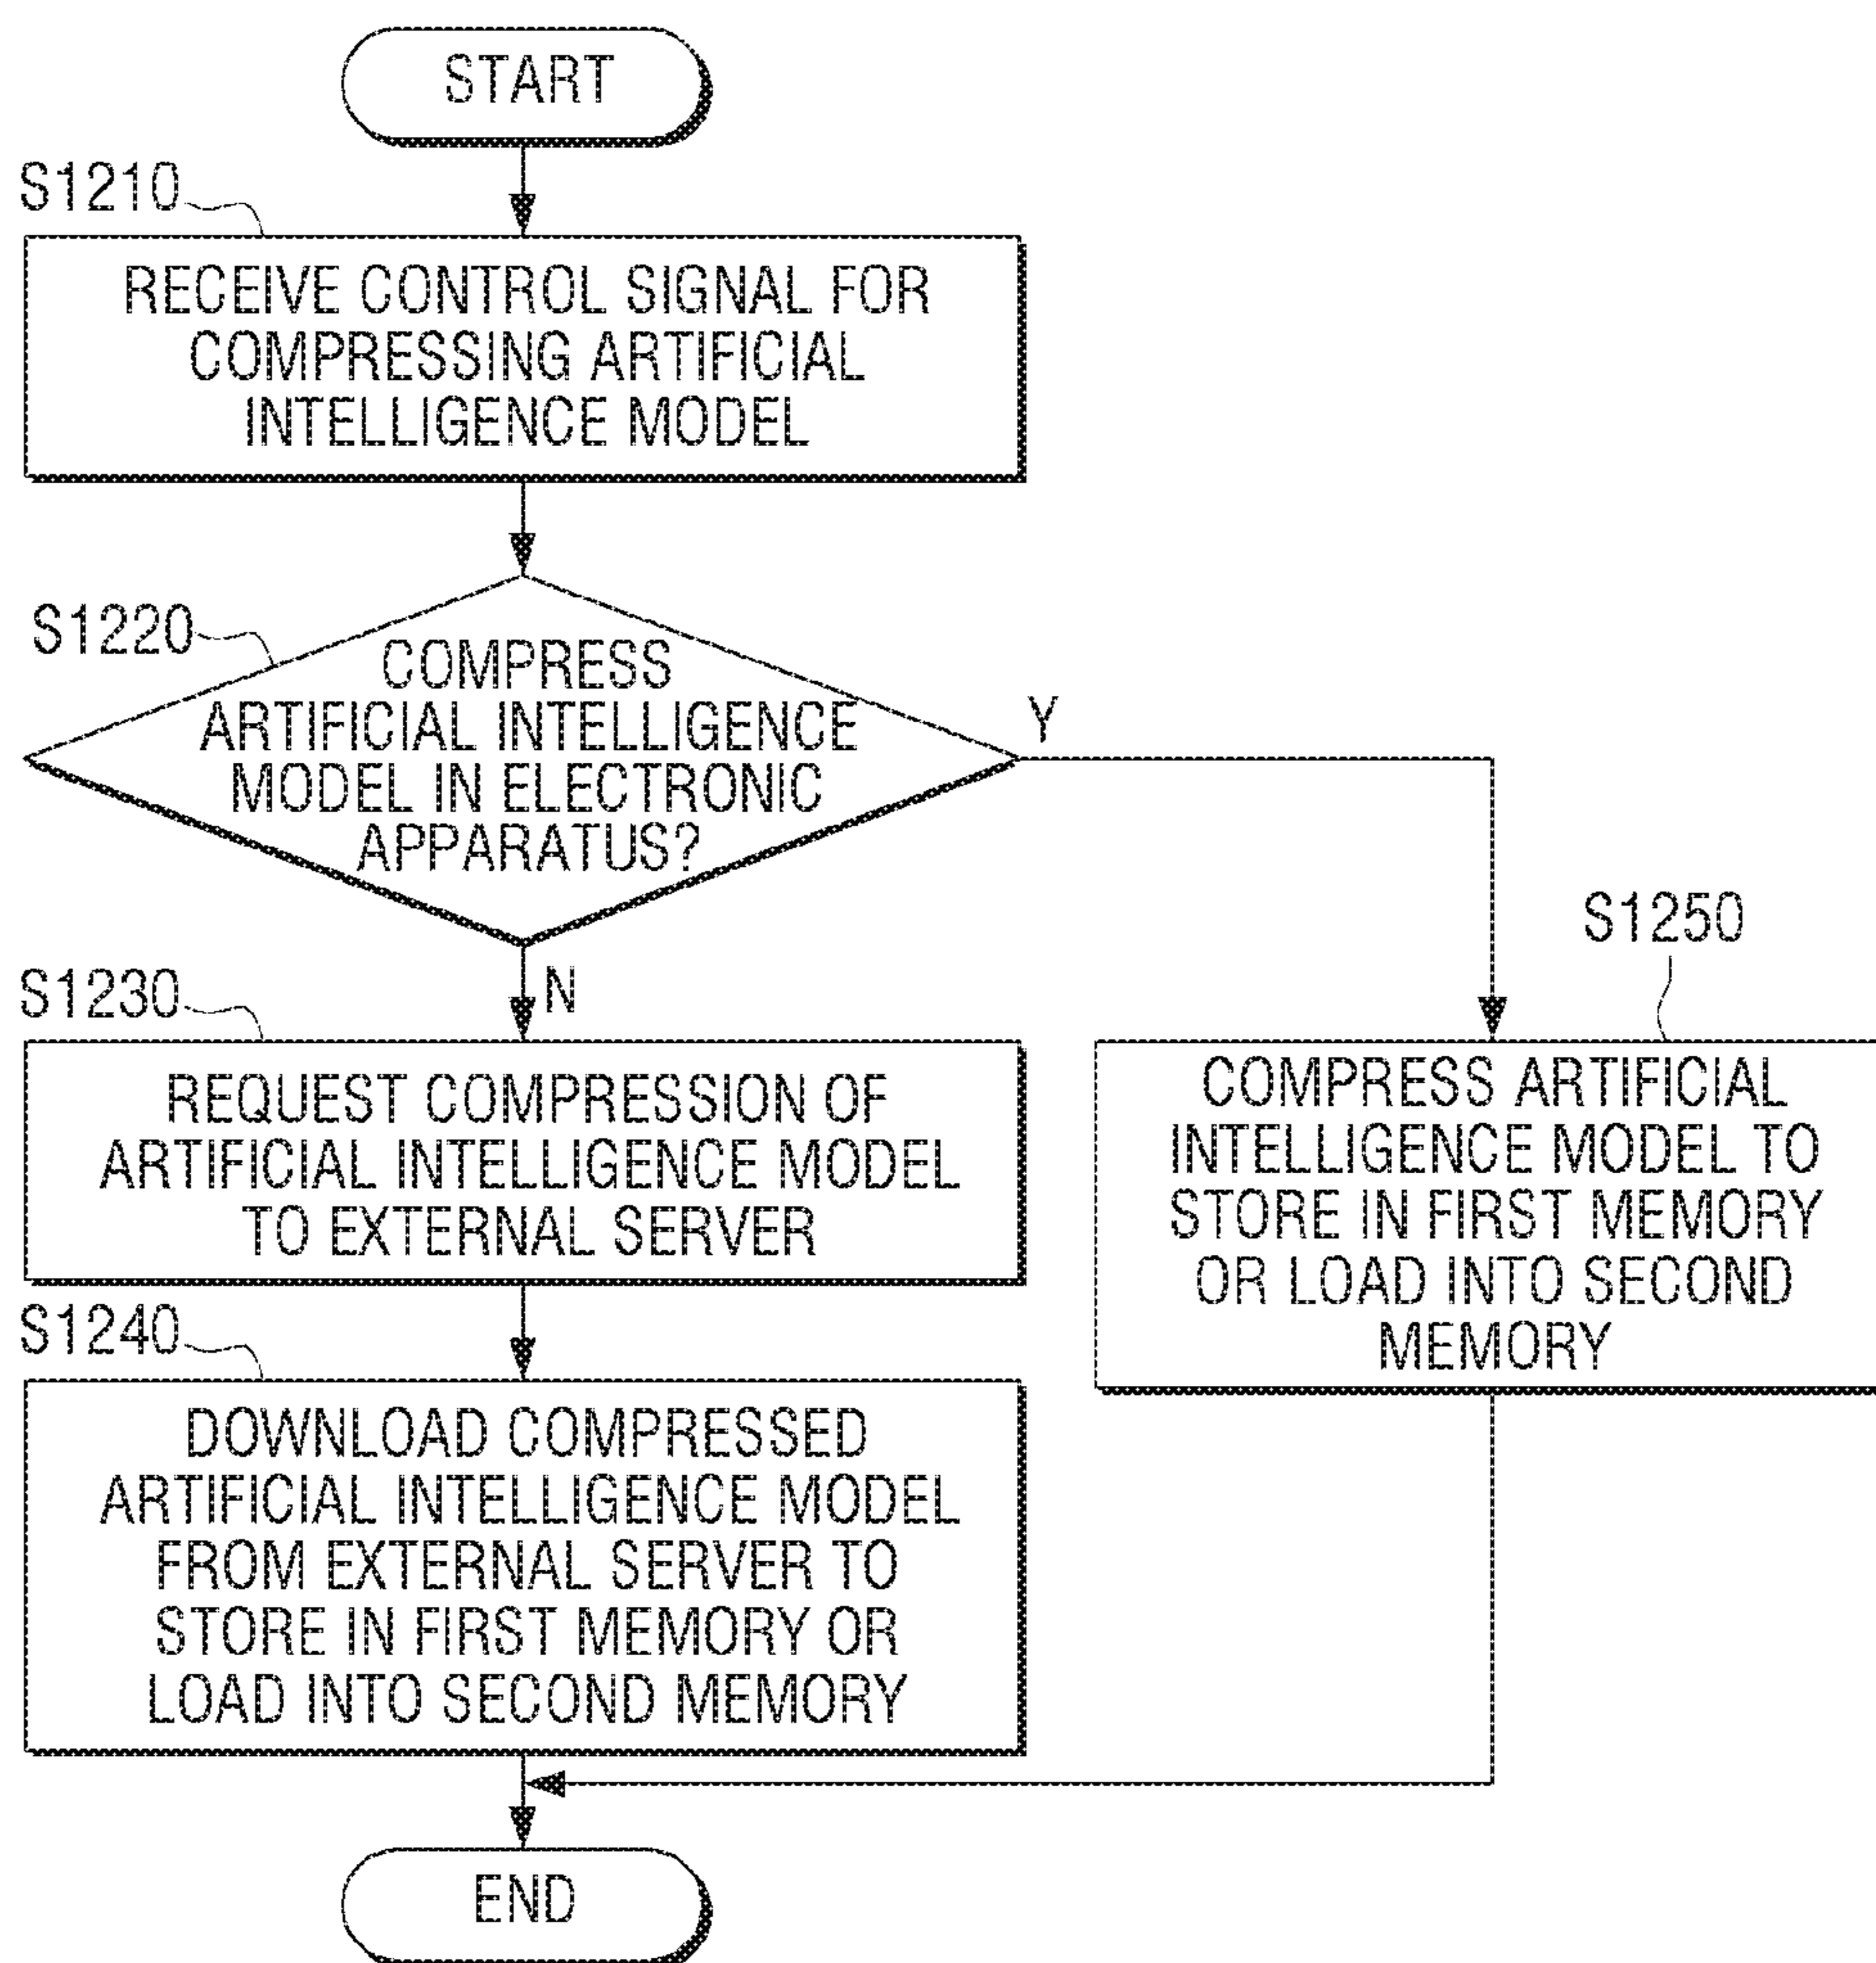 START
S1210
RECEIVE CONTROL SIGNAL FOR
COMPRESSING ARTIFICIAL
INTELLIGENCE MODEL
S1220
COMPRESS
ARTIFICIAL INTELLIGENCE
MODEL IN ELECTRONIC
APPARATUS?
Y
N
S1230
REQUEST COMPRESSION OF
ARTIFICIAL INTELLIGENCE MODEL
TO EXTERNAL SERVER
S1240
DOWNLOAD COMPRESSED
ARTIFICIAL INTELLIGENCE MODEL
FROM EXTERNAL SERVER TO
STORE IN FIRST MEMORY OR
LOAD INTO SECOND MEMORY
S1250
COMPRESS ARTIFICIAL
INTELLIGENCE MODEL TO
STORE IN FIRST MEMORY
OR LOAD INTO SECOND
MEMORY
END